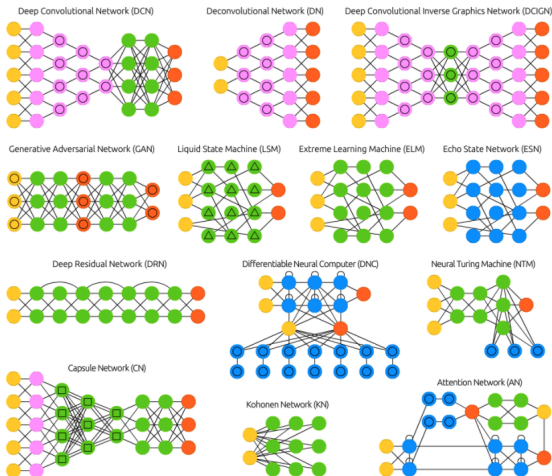 Deep Convolutional Network (DCN)
Deconvolutional Network (DN)
Deep Convolutional Inverse Graphics Network (DCIGN)
Generative Adversarial Network (GAN)
Liquid State Machine (LSM)
Extreme Learning Machine (ELM)
Echo State Network (ESN)
Deep Residual Network (DRN)
Differentiable Neural Computer (DNC)
Neural Turing Machine (NTM)
Capsule Network (CN)
Kohonen Network (KN)
Attention Network (AN)